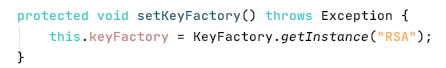 protected void setKeyFactory() throws Exception {
    this.keyFactory = KeyFactory.getInstance("RSA");
}